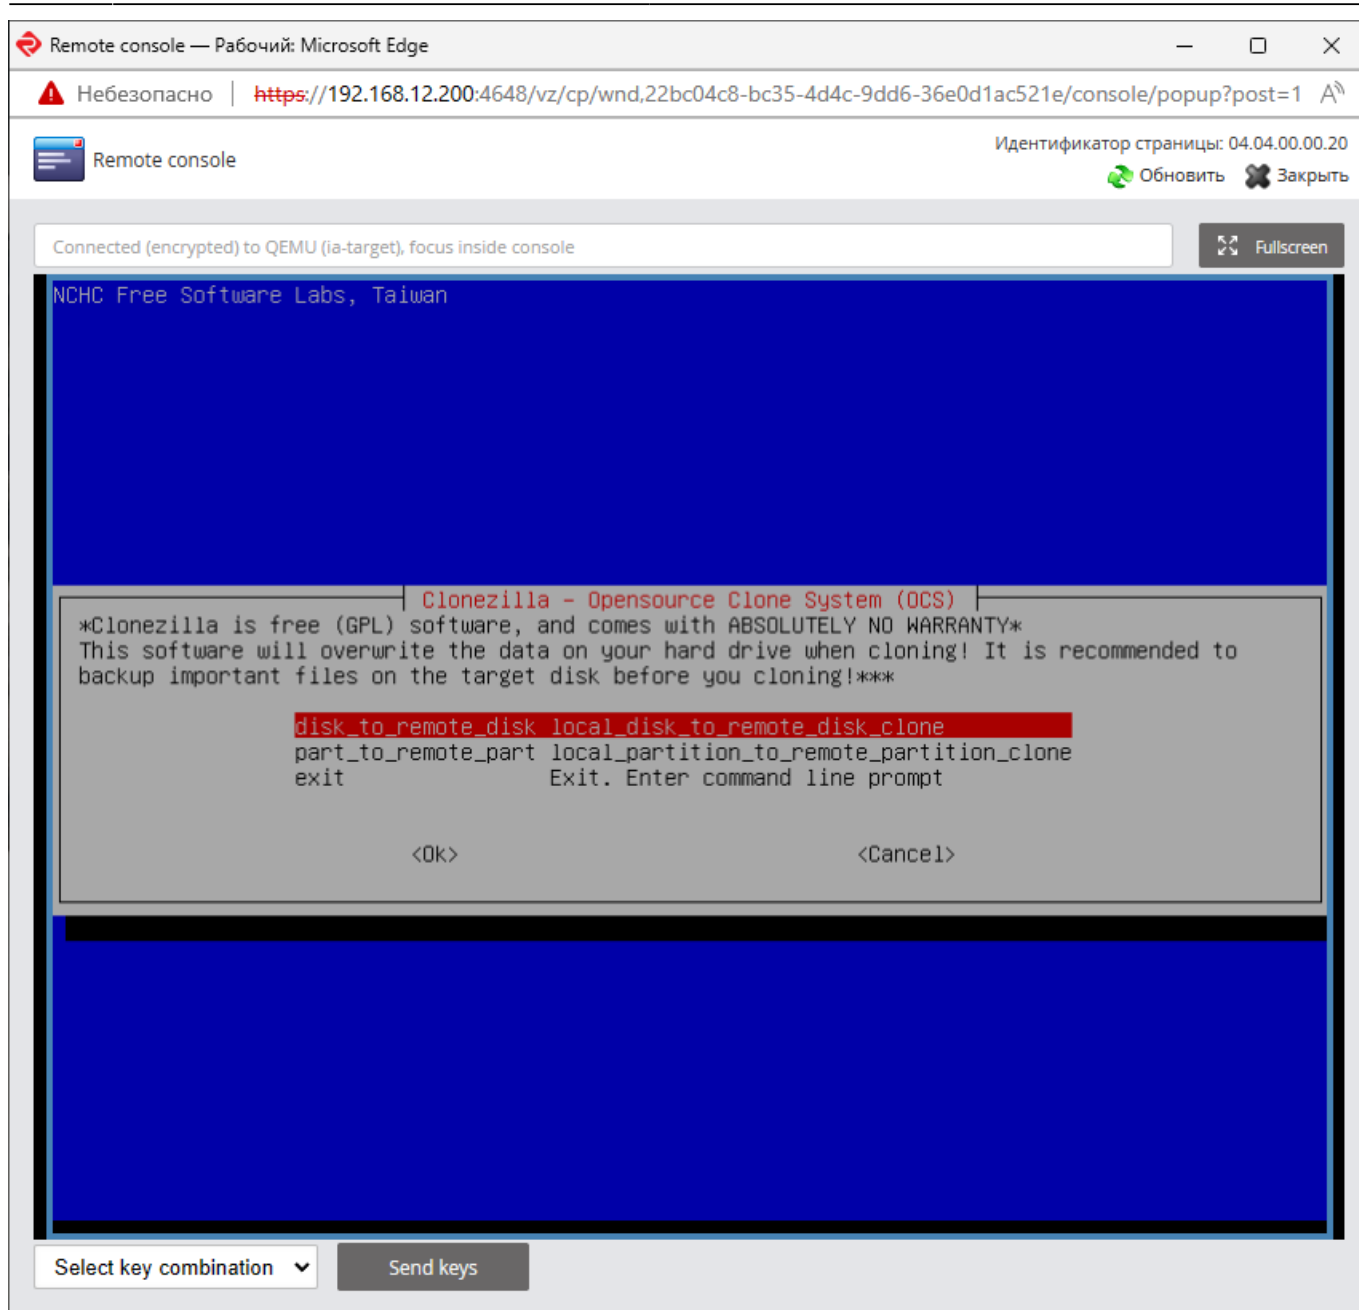 Remote console — Рабочий: Microsoft Edge
Небезопасно https://192.168.12.200:4648/vz/cp/wnd,22bc04c8-bc35-4d4c-9dd6-36e0d1ac521e/console/popup?post=1
Remote console
Идентификатор страницы: 04.04.00.00.20
Обновить Закрыть
Connected (encrypted) to QEMU (ia-target), focus inside console
Fullscreen
NCHC Free Software Labs, Taiwan
Clonezilla - Opensource Clone System (OCS)
*Clonezilla is free (GPL) software, and comes with ABSOLUTELY NO WARRANTY*
This software will overwrite the data on your hard drive when cloning! It is recommended to
backup important files on the target disk before you cloning!***
disk_to_remote_disk local_disk_to_remote_disk_clone
part_to_remote_part local_partition_to_remote_partition_clone
exit Exit. Enter command line prompt
<Ok> <Cancel>
Select key combination Send keys